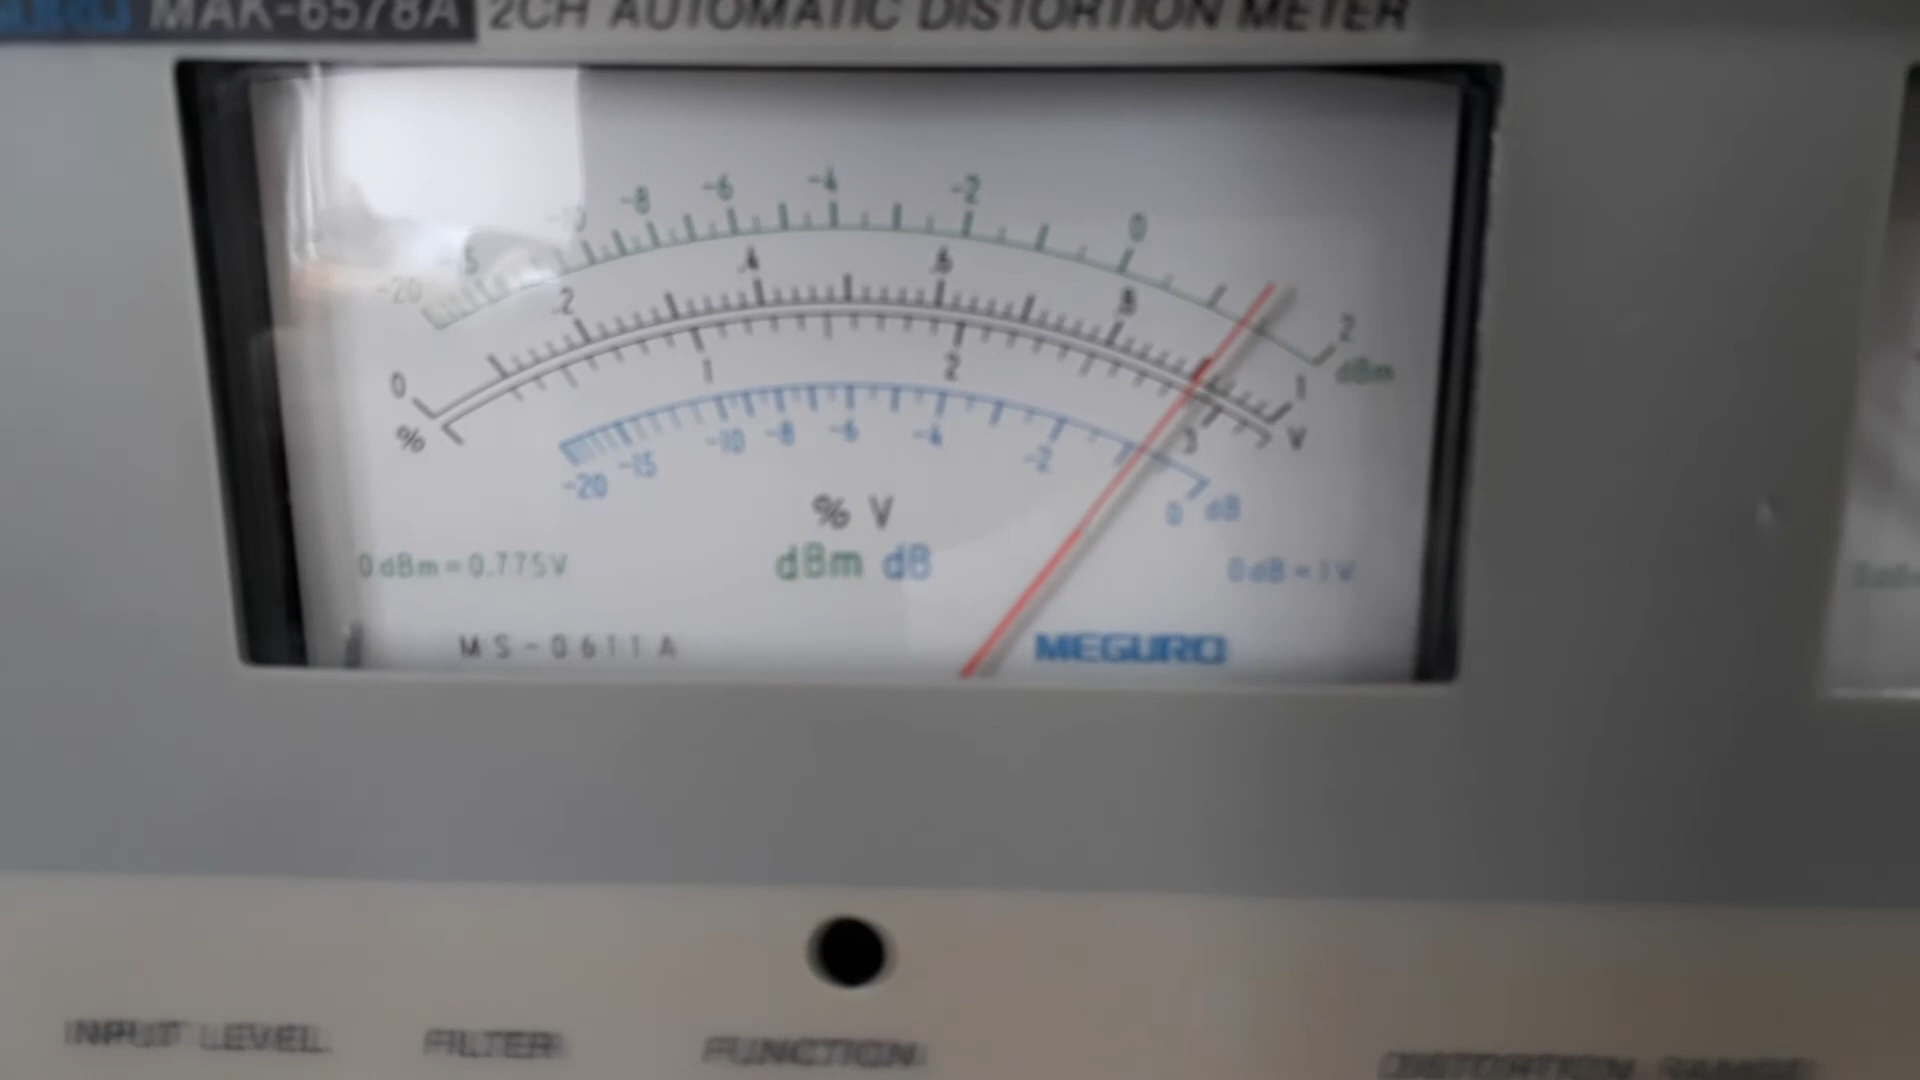 MAK-6578A 2CH AUTOMATIC DISTORTION METER
-20 -8 -6 -4 -2 0 2 dBm
0 .2 .4 .6 .8 1
% 1 2 3 V
-20 -15 -10 -8 -6 -4 -2 0 dB
% V
0 dBm = 0.775V dBm dB 0 dB = 1V
MS-0611A MEGURO
INPUT LEVEL FILTER FUNCTION DISTORTION RANGE